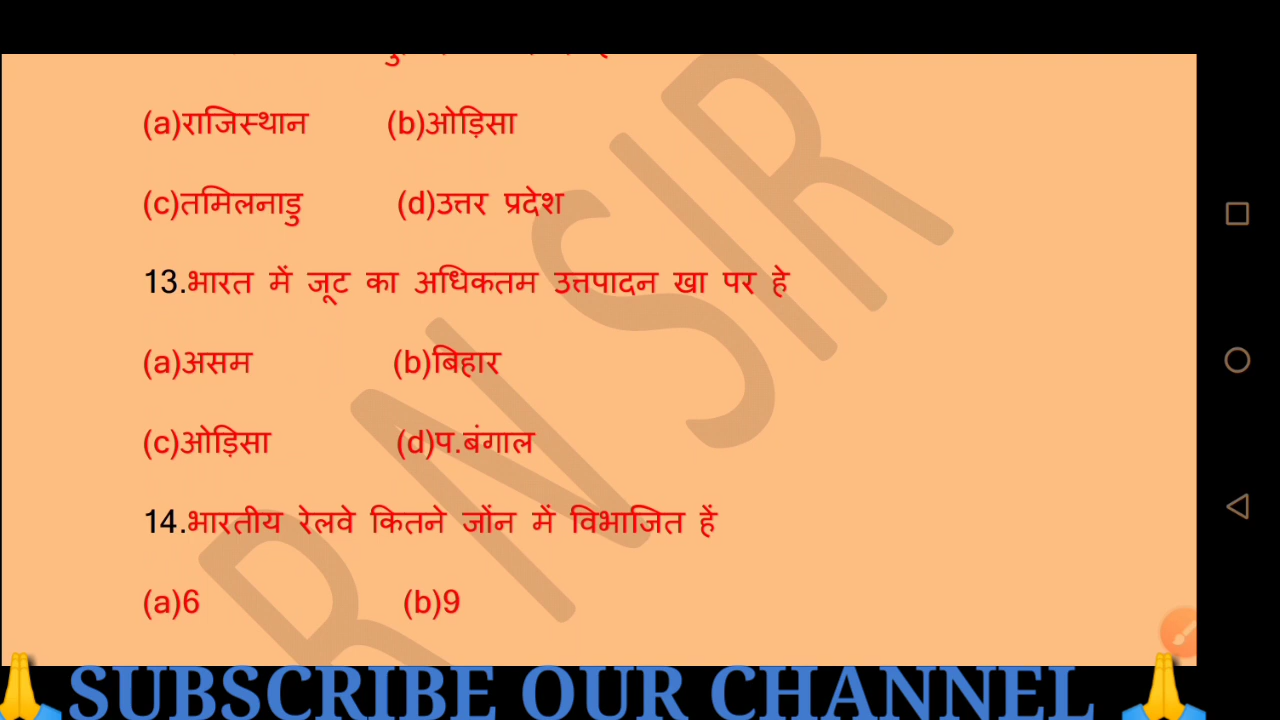 (a)राजिस्थान (b)ओड़िसा
(c)तमिलनाडु (d)उत्तर प्रदेश
13.भारत में जूट का अधिकतम उत्तपादन खा पर हे
(a)असम (b)बिहार
(c)ओड़िसा (d)प.बंगाल
14.भारतीय रेलवे कितने जोंन में विभाजित हें
(a)6 (b)9
R N SIR
SUBSCRIBE OUR CHANNEL